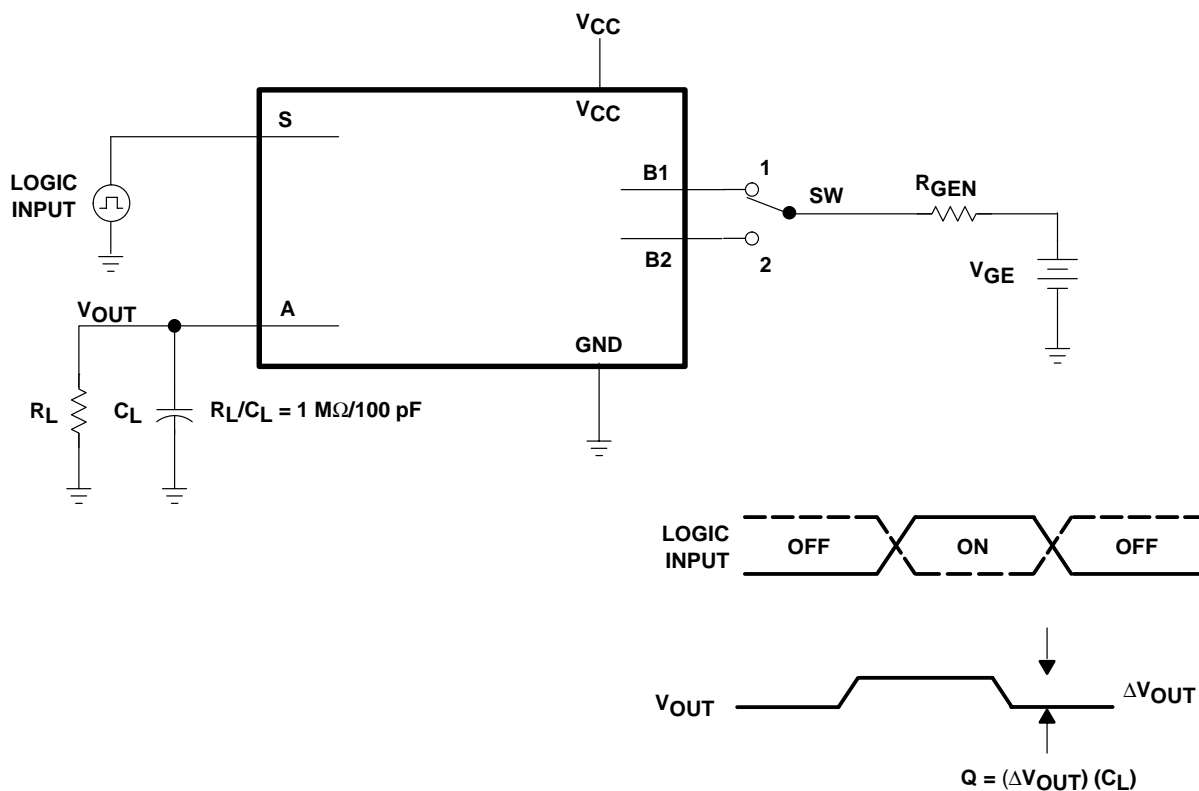 VCC
VCC
S
LOGIC
INPUT
B1
1
SW
RGEN
B2
2
VGE
VOUT
A
GND
RL
CL
RL/CL = 1 MΩ/100 pF
LOGIC
INPUT
OFF
ON
OFF
VOUT
ΔVOUT
Q = (ΔVOUT) (CL)